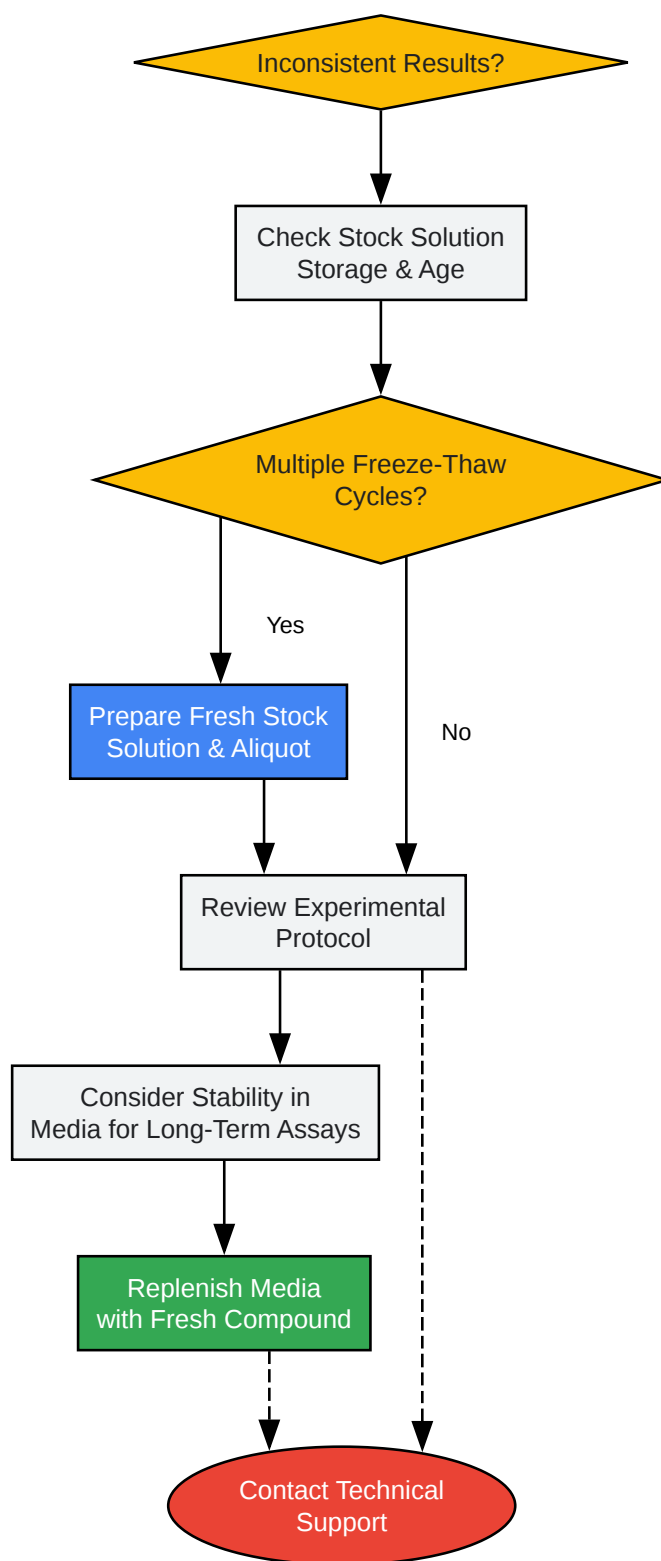 Inconsistent Results?
Check Stock Solution
Storage & Age
Multiple Freeze-Thaw
Cycles?
Yes
Prepare Fresh Stock
Solution & Aliquot
No
Review Experimental
Protocol
Consider Stability in
Media for Long-Term Assays
Replenish Media
with Fresh Compound
Contact Technical
Support